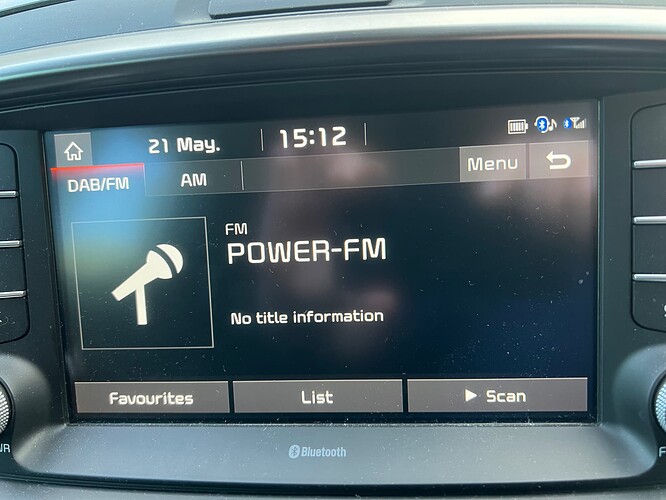 21 May. 15:12
DAB/FM AM Menu
FM
POWER-FM
No title information
Favourites List Scan
Bluetooth